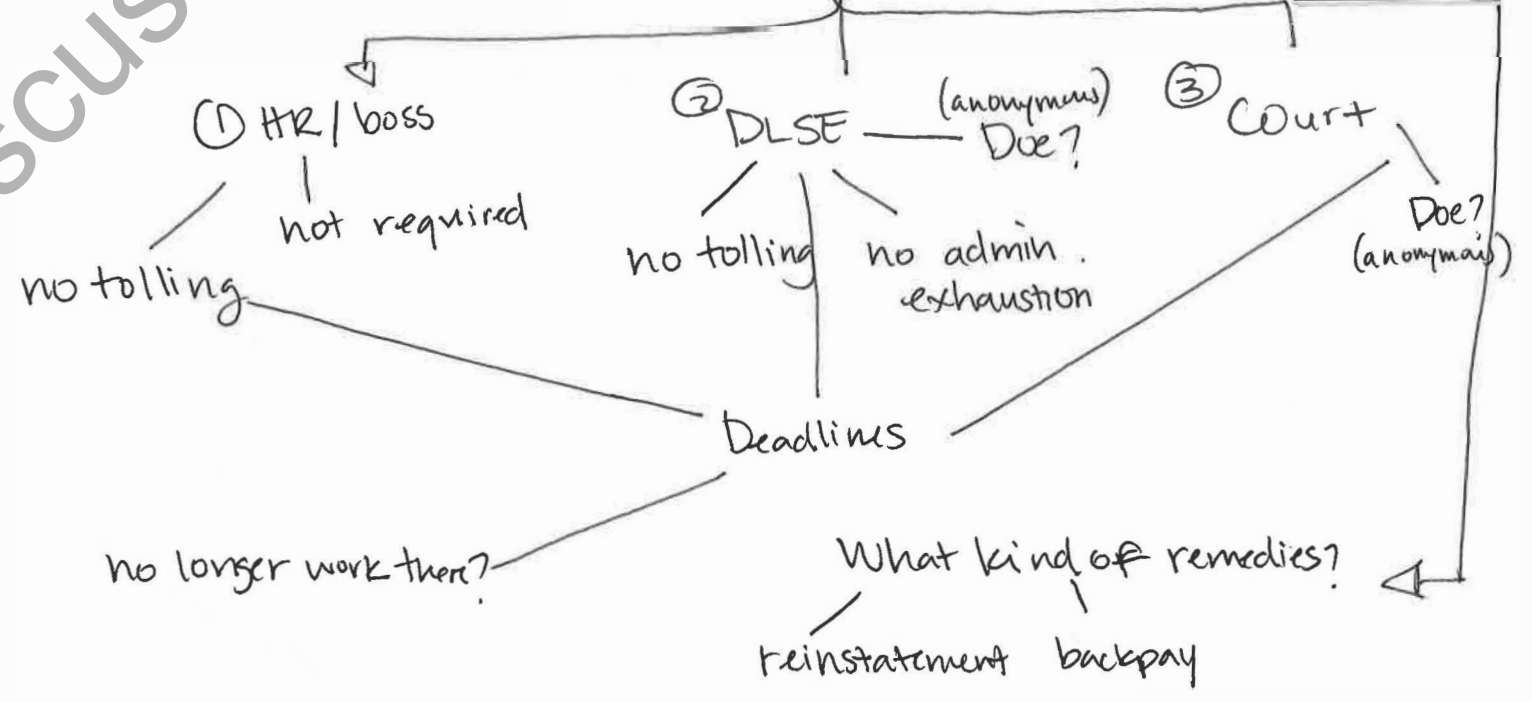 scus
① HR / boss
② DLSE
(anonymous)
Doe?
③ Court
not required
no tolling
no tolling
no admin.
exhaustion
Doe?
(anonymous)
Deadlines
no longer work there?
What kind of remedies?
reinstatement backpay